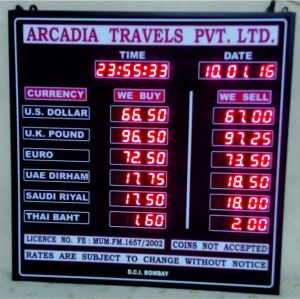 ARCADIA TRAVELS PVT. LTD.
TIME DATE
23:55:33 10.01.16
CURRENCY WE BUY WE SELL
U.S. DOLLAR 66.50 67.00
U.K. POUND 96.50 97.25
EURO 72.50 73.50
UAE DIRHAM 17.75 18.50
SAUDI RIYAL 17.50 18.00
THAI BAHT 1.60 2.00
LICENCE NO. FE : MUM.FM.1657/2002 COINS NOT ACCEPTED
RATES ARE SUBJECT TO CHANGE WITHOUT NOTICE
D.C.I. BOMBAY